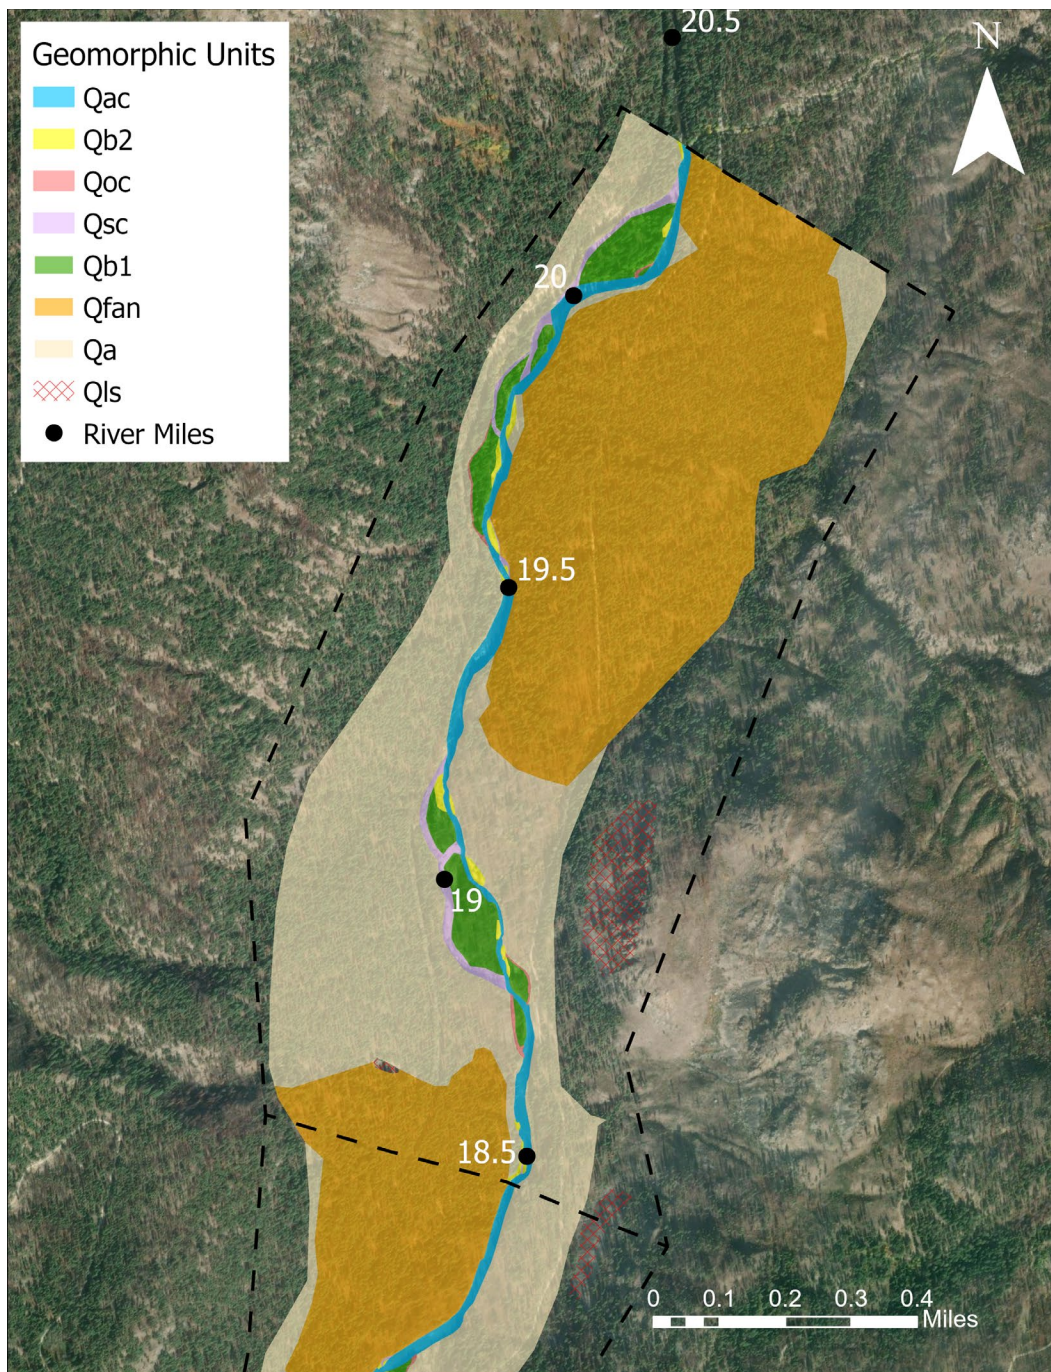 20.5
N
Geomorphic Units
Qac
Qb2
Qoc
Qsc
Qb1
Qfan
Qa
Qls
River Miles
20
19.5
19
18.5
0 0.1 0.2 0.3 0.4
Miles